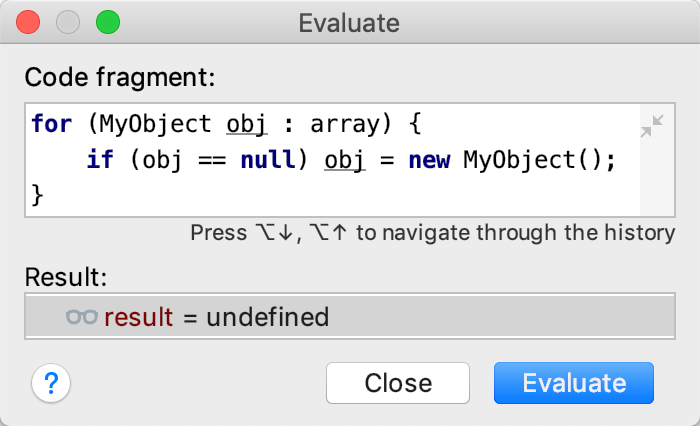 Evaluate
Code fragment:
for (MyObject obj : array) {
    if (obj == null) obj = new MyObject();
}
Press ⌥↓, ⌥↑ to navigate through the history
Result:
result = undefined
?
Close
Evaluate